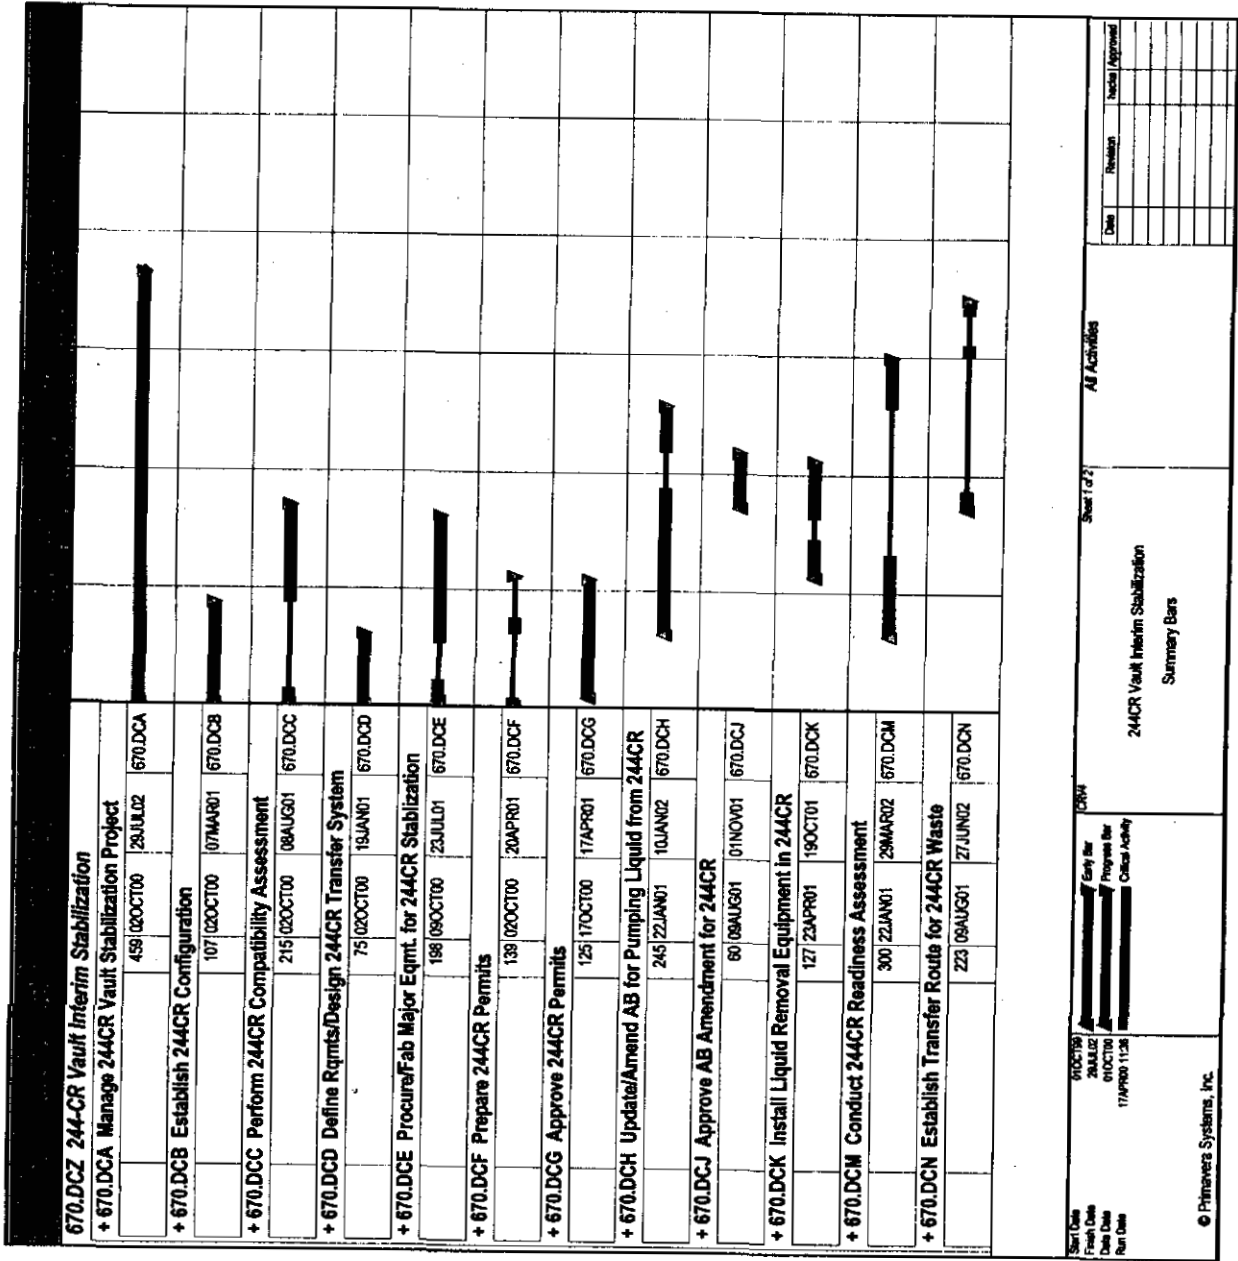 670.DCZ 244-CR Vault Interim Stabilization
+ 670.DCA Manage 244CR Vault Stabilization Project
459 02OCT00 29JUL02 670.DCA
+ 670.DCB Establish 244CR Configuration
107 02OCT00 07MAR01 670.DCB
+ 670.DCC Perform 244CR Compatibility Assessment
215 02OCT00 08AUG01 670.DCC
+ 670.DCD Define Rqmts/Design 244CR Transfer System
75 02OCT00 19JAN01 670.DCD
+ 670.DCE Procure/Fab Major Eqmt. for 244CR Stablization
198 09OCT00 23JUL01 670.DCE
+ 670.DCF Prepare 244CR Permits
139 02OCT00 20APR01 670.DCF
+ 670.DCG Approve 244CR Permits
125 17OCT00 17APR01 670.DCG
+ 670.DCH Update/Amend AB for Pumping Liquid from 244CR
245 22JAN01 10JAN02 670.DCH
+ 670.DCJ Approve AB Amendment for 244CR
60 09AUG01 01NOV01 670.DCJ
+ 670.DCK Install Liquid Removal Equipment in 244CR
127 23APR01 19OCT01 670.DCK
+ 670.DCM Conduct 244CR Readiness Assessment
300 22JAN01 29MAR02 670.DCM
+ 670.DCN Establish Transfer Route for 244CR Waste
223 09AUG01 27JUN02 670.DCN
Start Date 01OCT99
Finish Date 29JUL02
Data Date 01OCT00
Run Date 17APR00 11:36
Early Bar
Progress Bar
Critical Activity
© Primavera Systems, Inc.
CRV4
Sheet 1 of 2
244CR Vault Interim Stabilization
Summary Bars
All Activities
Date Revision Approved